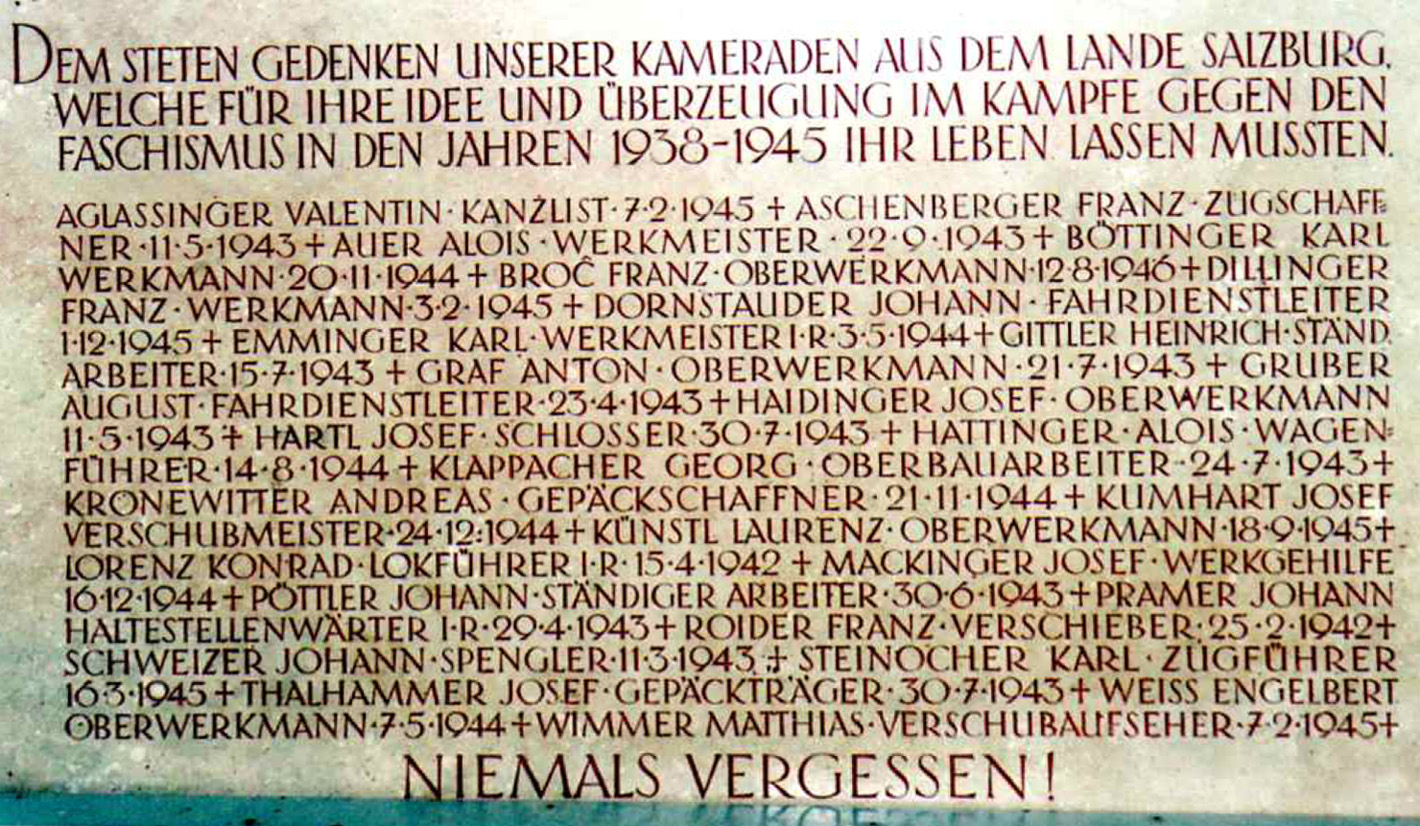 DEM STETEN GEDENKEN UNSERER KAMERADEN AUS DEM LANDE SALZBURG,
WELCHE FÜR IHRE IDEE UND ÜBERZEUGUNG IM KAMPFE GEGEN DEN
FASCHISMUS IN DEN JAHREN 1938-1945 IHR LEBEN LASSEN MUSSTEN.
AGLASSINGER VALENTIN·KANZLIST·7·2·1945+ASCHENBERGER FRANZ·ZUGSCHAFF=
NER·11·5·1943+AUER ALOIS·WERKMEISTER·22·9·1943+BÖTTINGER KARL
WERKMANN·20·11·1944+BROČ FRANZ·OBERWERKMANN·12·8·1946+DILLINGER
FRANZ·WERKMANN·3·2·1945+DORNSTAUDER JOHANN·FAHRDIENSTLEITER
1·12·1945+EMMINGER KARL·WERKMEISTER I·R·3·5·1944+GITTLER HEINRICH·STÄND.
ARBEITER·15·7·1943+GRAF ANTON·OBERWERKMANN·21·7·1943+GRUBER
AUGUST·FAHRDIENSTLEITER·23·4·1943+HAIDINGER JOSEF·OBERWERKMANN
11·5·1943+HARTL JOSEF·SCHLOSSER·30·7·1943+HATTINGER·ALOIS·WAGEN=
FÜHRER·14·8·1944+KLAPPACHER GEORG·OBERBAUARBEITER·24·7·1943+
KRONEWITTER ANDREAS·GEPÄCKSCHAFFNER·21·11·1944+KUMHART JOSEF
VERSCHUBMEISTER·24·12·1944+KÜNSTL LAURENZ·OBERWERKMANN·18·9·1945+
LORENZ KONRAD·LOKFÜHRER I·R·15·4·1942+MACKINGER JOSEF·WERKGEHILFE
16·12·1944+PÖTTLER JOHANN·STÄNDIGER ARBEITER·30·6·1943+PRAMER JOHANN
HALTESTELLENWÄRTER I·R·29·4·1943+ROIDER FRANZ·VERSCHIEBER·25·2·1942+
SCHWEIZER JOHANN·SPENGLER·11·3·1943+STEINOCHER KARL·ZUGFÜHRER
16·3·1945+THALHAMMER JOSEF·GEPÄCKTRÄGER·30·7·1943+WEISS ENGELBERT
OBERWERKMANN·7·5·1944+WIMMER MATTHIAS·VERSCHUBAUFSEHER·7·2·1945+
NIEMALS VERGESSEN!